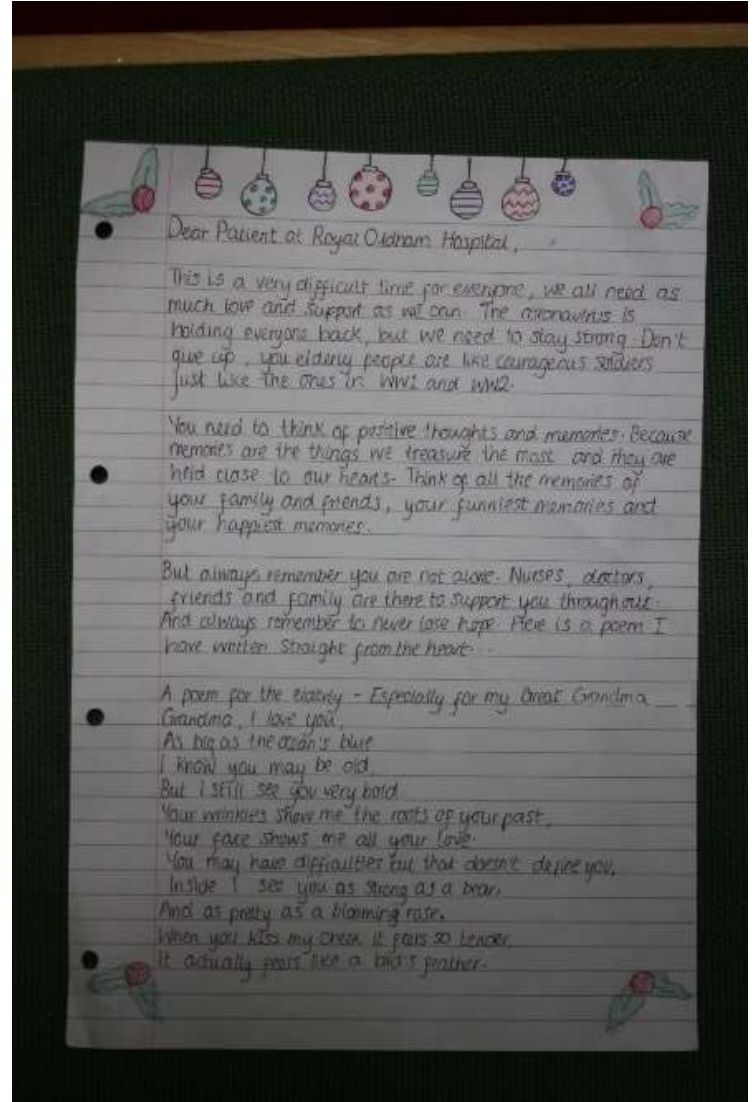 Dear Patient at Royal Oldham Hospital,
This is a very difficult time for everyone, we all need as
much love and support as we can. The coronavirus is
holding everyone back, but we need to stay strong. Don't
give up, you elderly people are like courageous soldiers
just like the ones in WW1 and WW2.
You need to think of positive thoughts and memories. Because
memories are the things we treasure the most and they are
held close to our hearts. Think of all the memories of
your family and friends, your funniest memories and
your happiest memories.
But always remember you are not alone. Nurses, doctors,
friends and family are there to support you throughout.
And always remember to never lose hope. Here is a poem I
have written straight from the heart...
A poem for the elderly - Especially for my Great Grandma __
Grandma, I love you,
As big as the ocean's blue
I know you may be old,
But I still see you very bold
Your wrinkles show me the roots of your past,
Your face shows me all your love.
You may have difficulties but that doesn't define you,
Inside I see you as strong as a bear,
And as pretty as a blooming rose.
When you kiss my cheek it feels so tender,
It actually feels like a bird's feather.